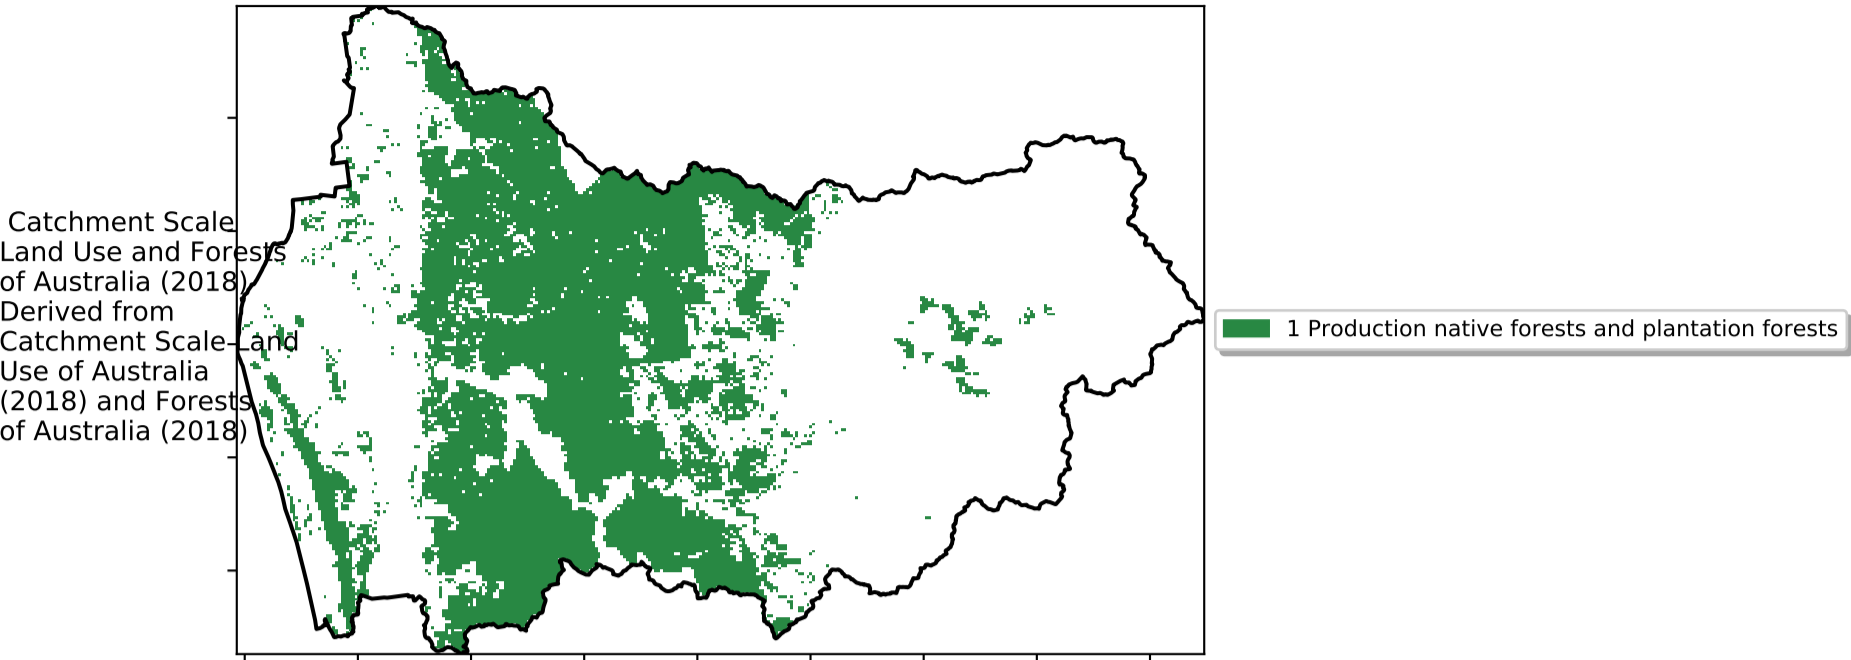 Catchment Scale
Land Use and Forests
of Australia (2018)
Derived from
Catchment Scale Land
Use of Australia
(2018) and Forests
of Australia (2018)
1 Production native forests and plantation forests